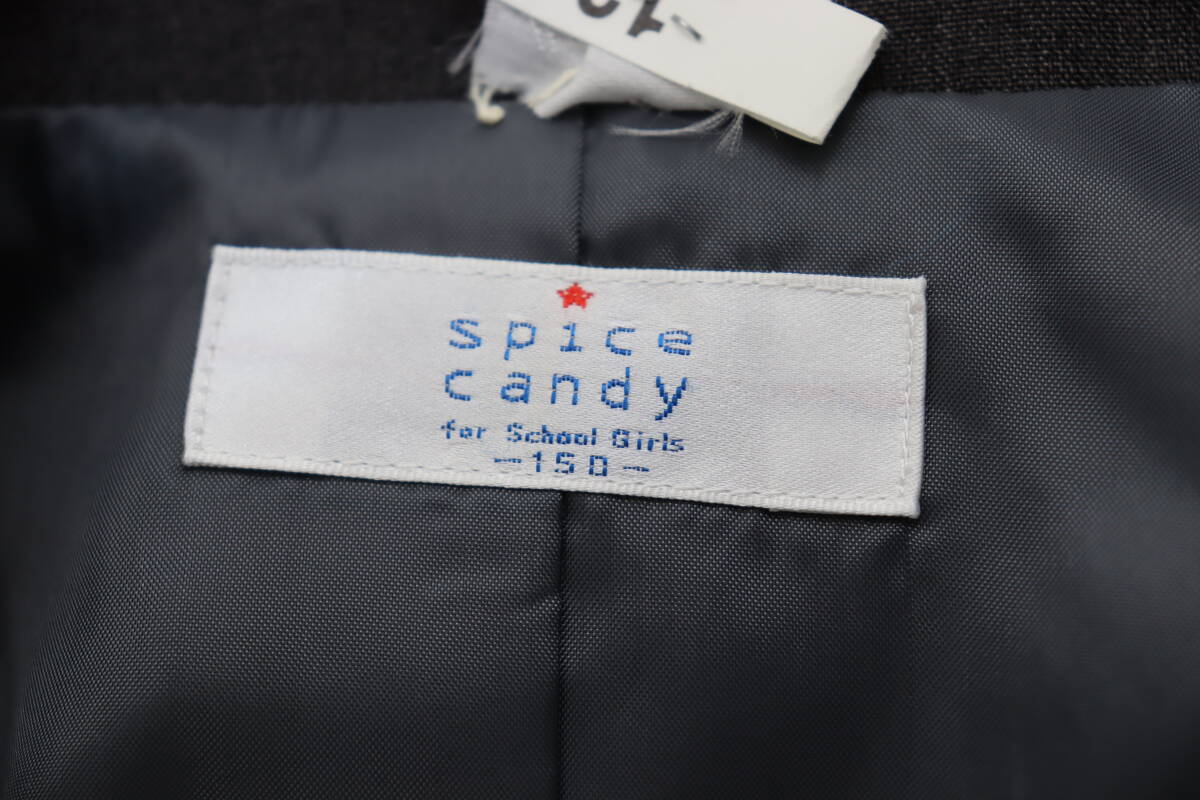 spice
candy
for School Girls
-150-